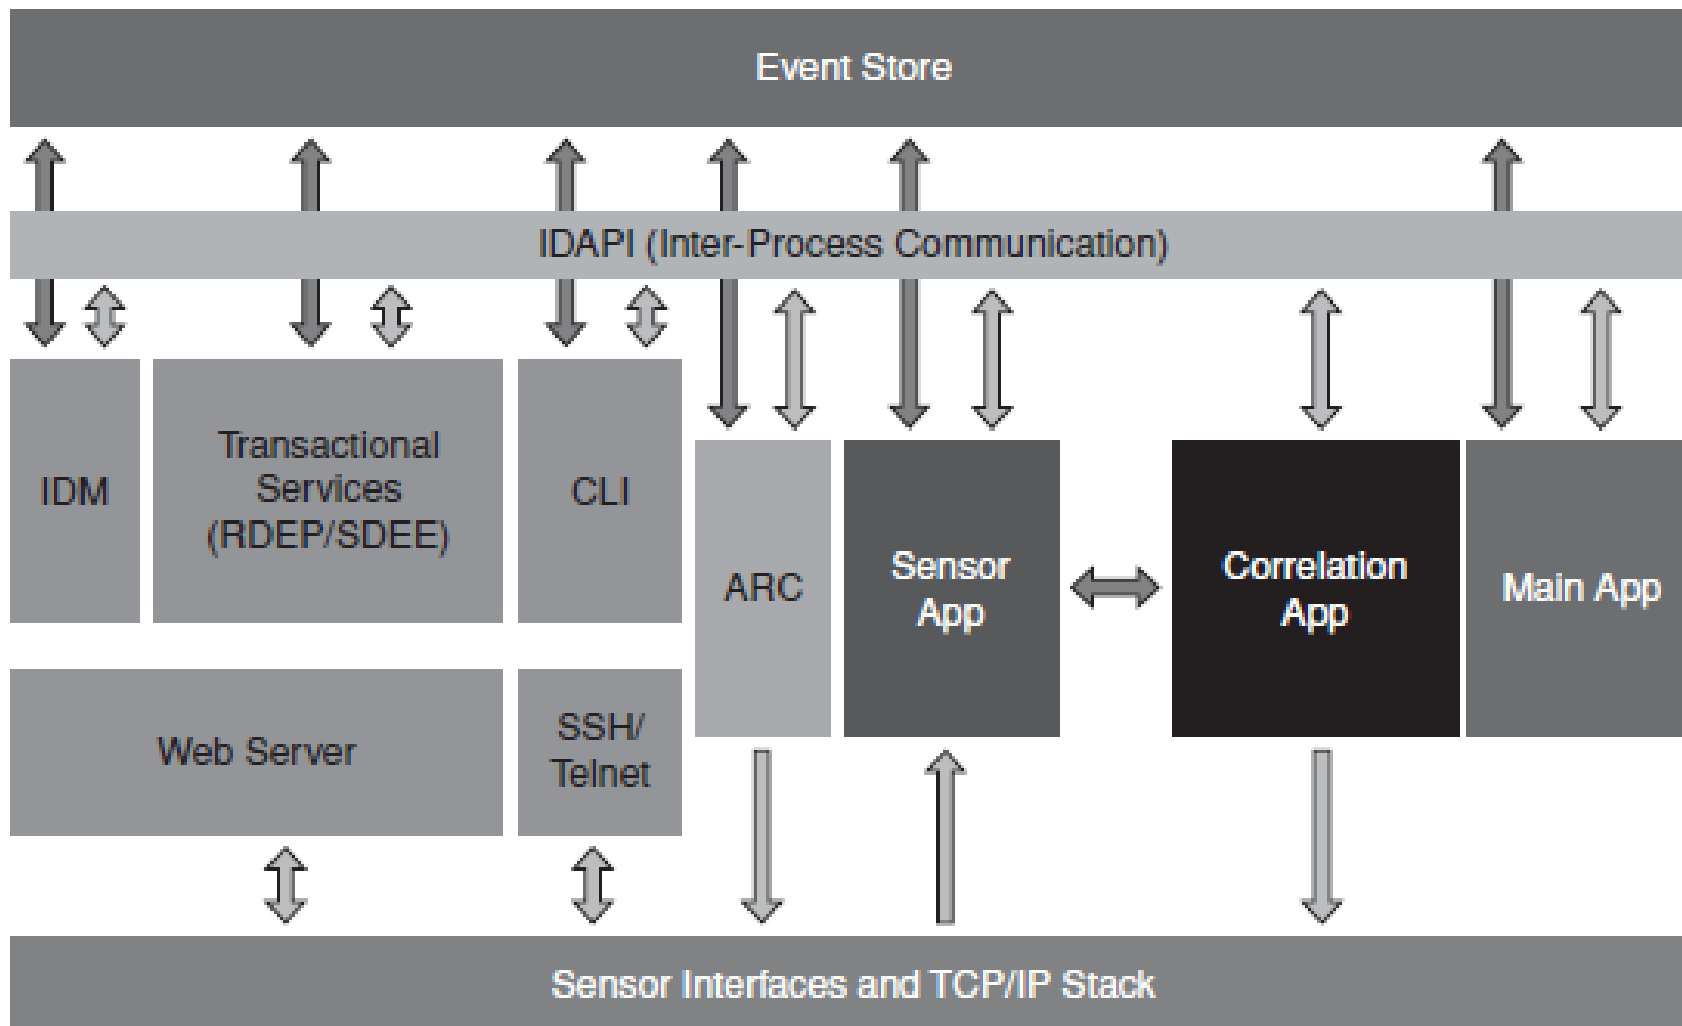 Event Store
IDAPI (Inter-Process Communication)
IDM
Transactional
Services
(RDEP/SDEE)
CLI
ARC
Sensor
App
Correlation
App
Main App
Web Server
SSH/
Telnet
Sensor Interfaces and TCP/IP Stack